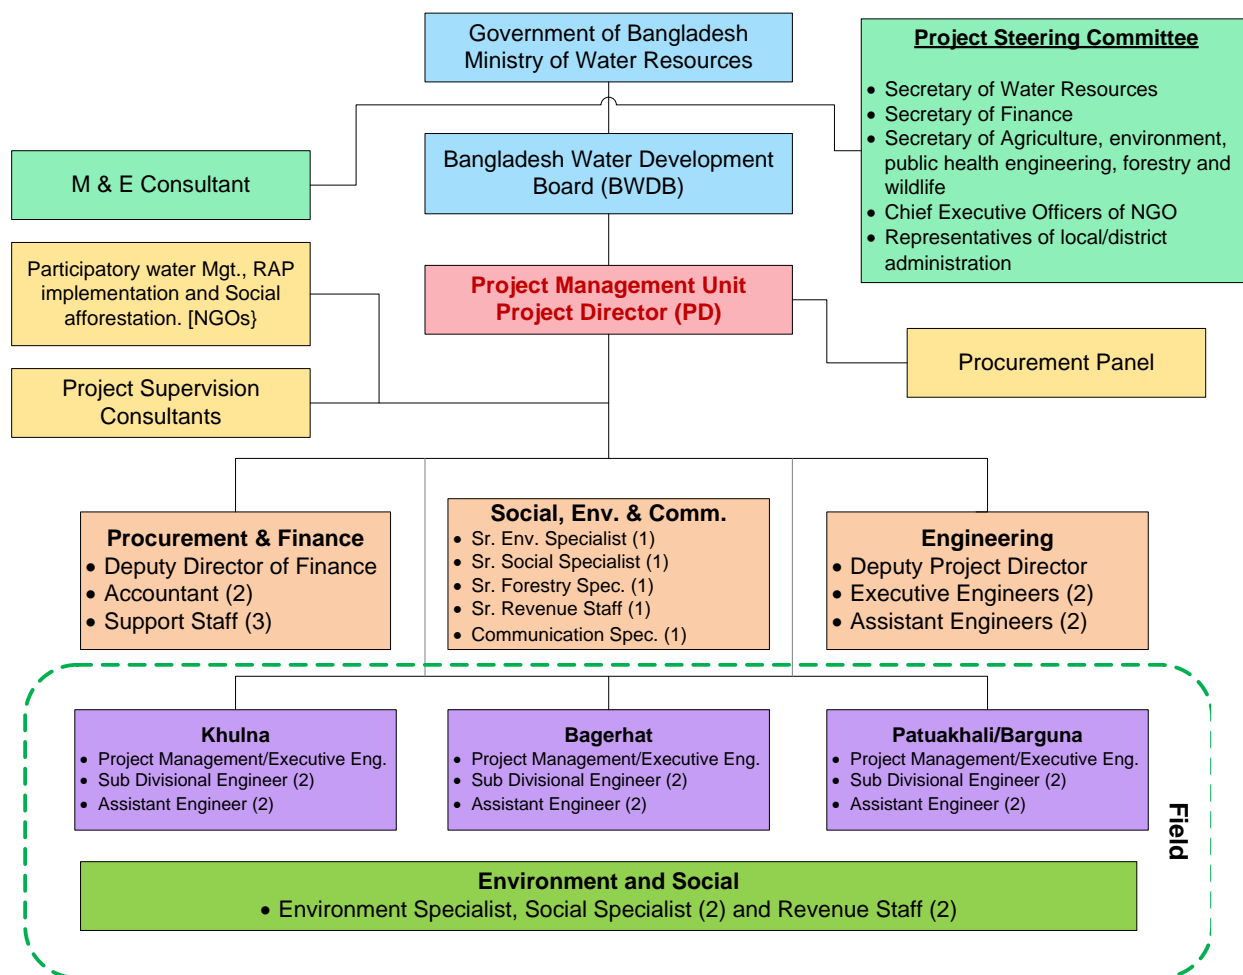 Government of Bangladesh
Ministry of Water Resources
Project Steering Committee
• Secretary of Water Resources
• Secretary of Finance
• Secretary of Agriculture, environment,
public health engineering, forestry and
wildlife
• Chief Executive Officers of NGO
• Representatives of local/district
administration
Bangladesh Water Development
Board (BWDB)
M & E Consultant
Participatory water Mgt., RAP
implementation and Social
afforestation. [NGOs}
Project Management Unit
Project Director (PD)
Procurement Panel
Project Supervision
Consultants
Procurement & Finance
• Deputy Director of Finance
• Accountant (2)
• Support Staff (3)
Social, Env. & Comm.
• Sr. Env. Specialist (1)
• Sr. Social Specialist (1)
• Sr. Forestry Spec. (1)
• Sr. Revenue Staff (1)
• Communication Spec. (1)
Engineering
• Deputy Project Director
• Executive Engineers (2)
• Assistant Engineers (2)
Khulna
• Project Management/Executive Eng.
• Sub Divisional Engineer (2)
• Assistant Engineer (2)
Bagerhat
• Project Management/Executive Eng.
• Sub Divisional Engineer (2)
• Assistant Engineer (2)
Patuakhali/Barguna
• Project Management/Executive Eng.
• Sub Divisional Engineer (2)
• Assistant Engineer (2)
Field
Environment and Social
• Environment Specialist, Social Specialist (2) and Revenue Staff (2)